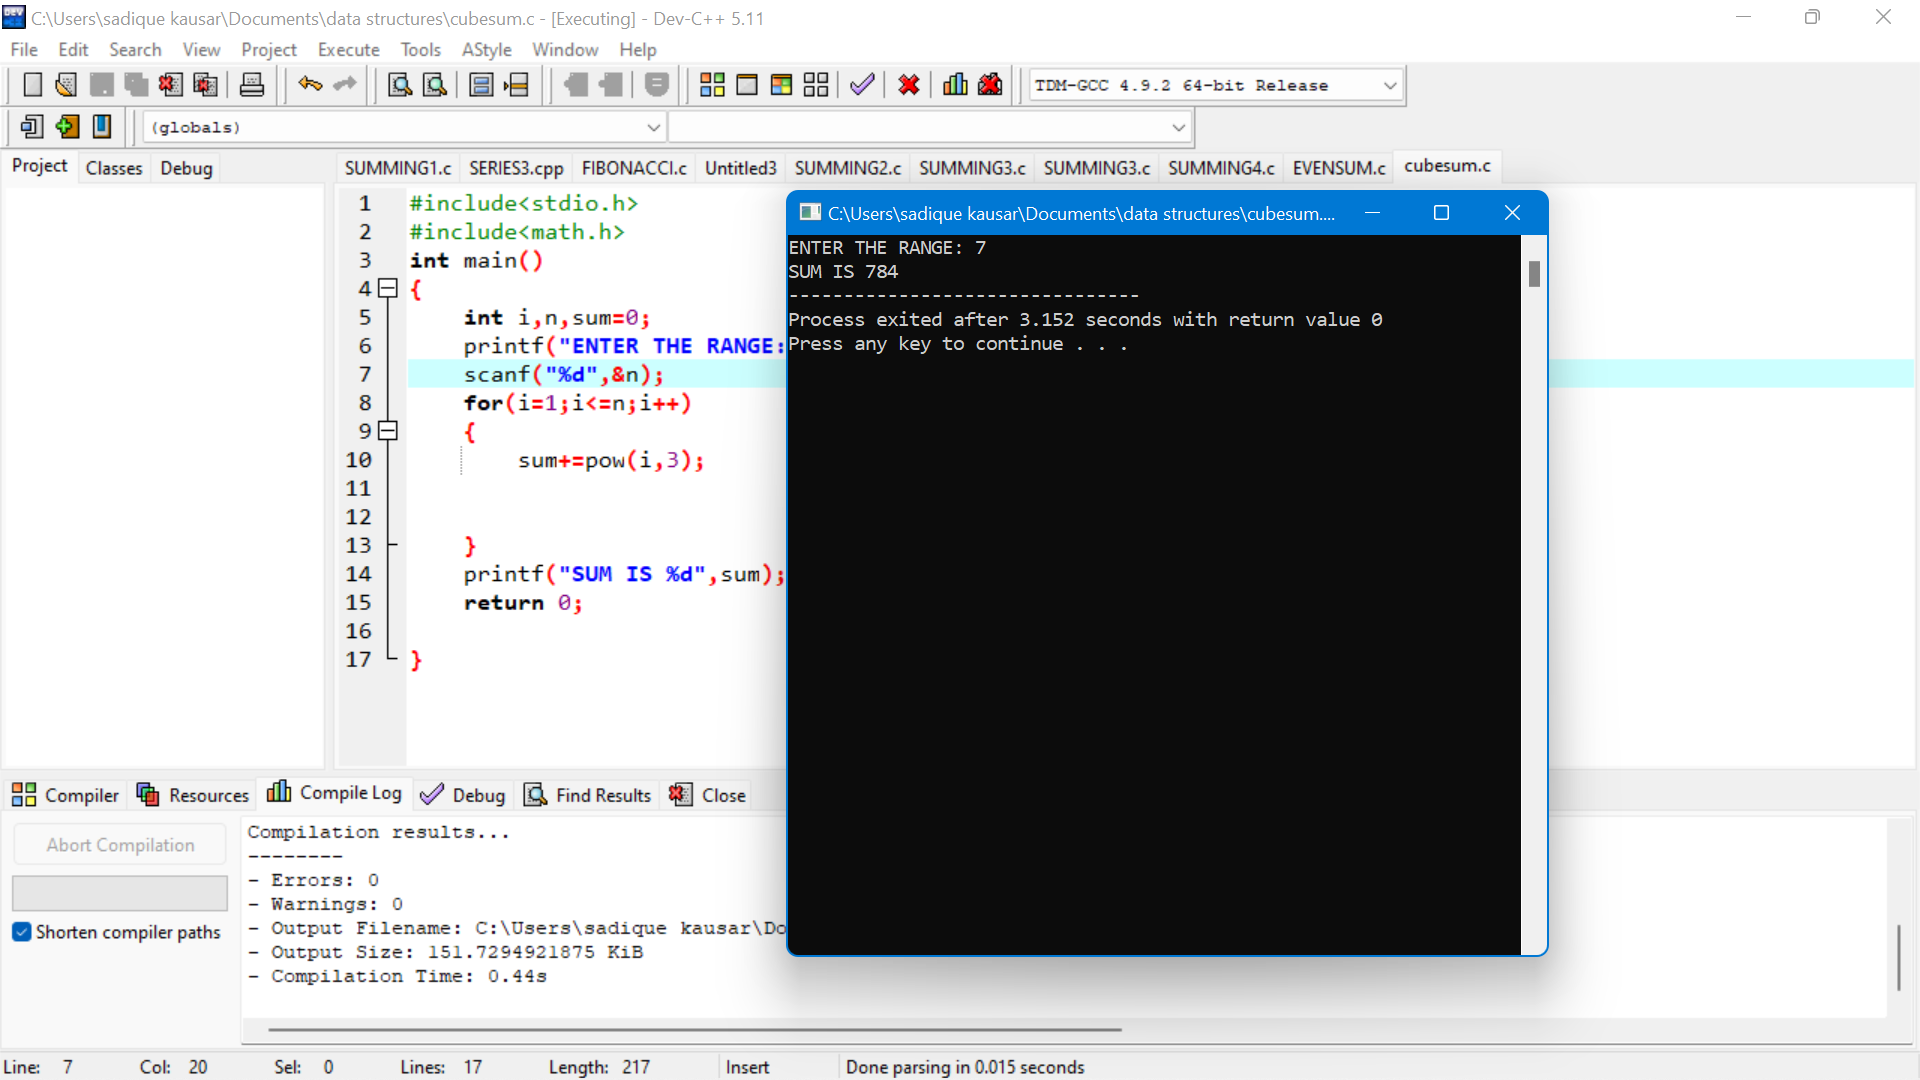 C:\Users\sadique kausar\Documents\data structures\cubesum.c - [Executing] - Dev-C++ 5.11
File Edit Search View Project Execute Tools AStyle Window Help
TDM-GCC 4.9.2 64-bit Release
(globals)
Project Classes Debug
SUMMING1.c SERIES3.cpp FIBONACCI.c Untitled3 SUMMING2.c SUMMING3.c SUMMING3.c SUMMING4.c EVENSUM.c cubesum.c
1 #include<stdio.h>
2 #include<math.h>
3 int main()
4 {
5 int i,n,sum=0;
6 printf("ENTER THE RANGE:
7 scanf("%d",&n);
8 for(i=1;i<=n;i++)
9 {
10 sum+=pow(i,3);
11
12
13 }
14 printf("SUM IS %d",sum);
15 return 0;
16
17 }
C:\Users\sadique kausar\Documents\data structures\cubesum....
ENTER THE RANGE: 7
SUM IS 784
--------------------------------
Process exited after 3.152 seconds with return value 0
Press any key to continue . . .
Compiler Resources Compile Log Debug Find Results Close
Abort Compilation
Shorten compiler paths
Compilation results...
--------
- Errors: 0
- Warnings: 0
- Output Filename: C:\Users\sadique kausar\Do
- Output Size: 151.7294921875 KiB
- Compilation Time: 0.44s
Line: 7 Col: 20 Sel: 0 Lines: 17 Length: 217 Insert Done parsing in 0.015 seconds